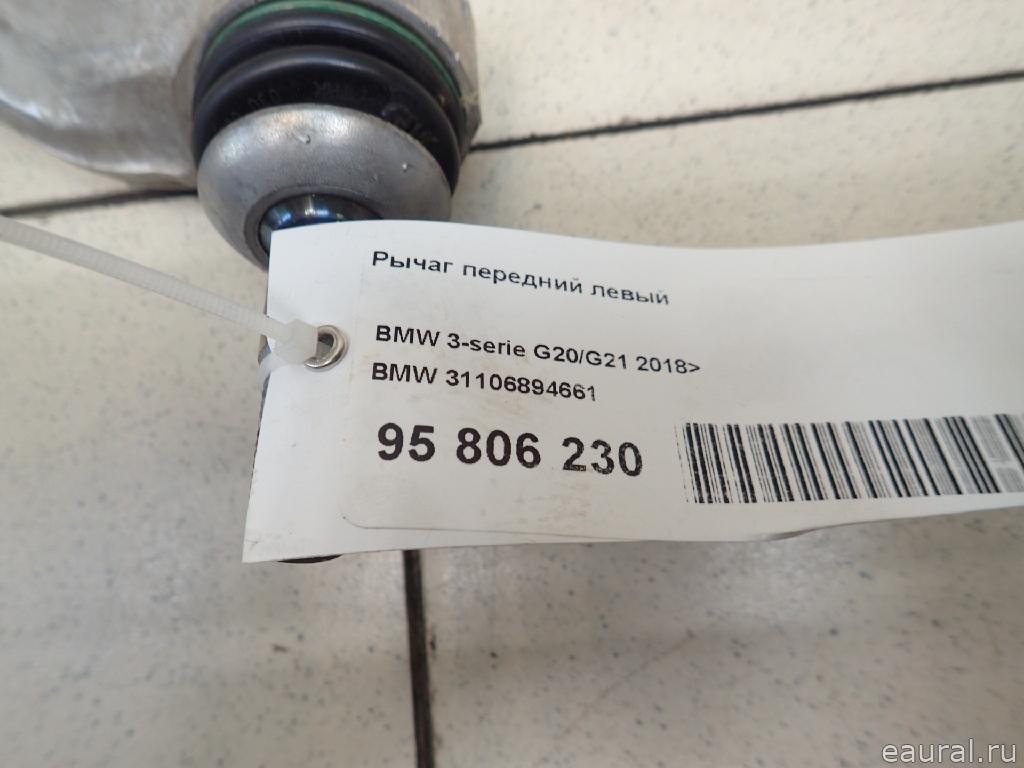 Рычаг передний левый
BMW 3-serie G20/G21 2018>
BMW 31106894661
95 806 230
eaural.ru